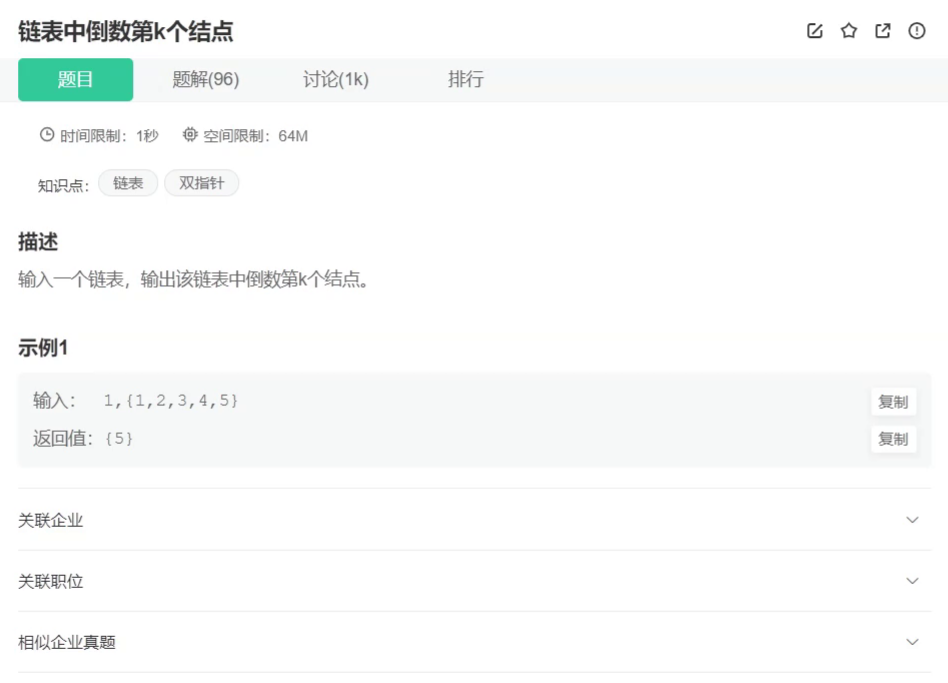 链表中倒数第k个结点
题目 题解(96) 讨论(1k) 排行
时间限制：1秒 空间限制：64M
知识点： 链表 双指针
描述
输入一个链表，输出该链表中倒数第k个结点。
示例1
输入： 1,{1,2,3,4,5} 复制
返回值： {5} 复制
关联企业
关联职位
相似企业真题